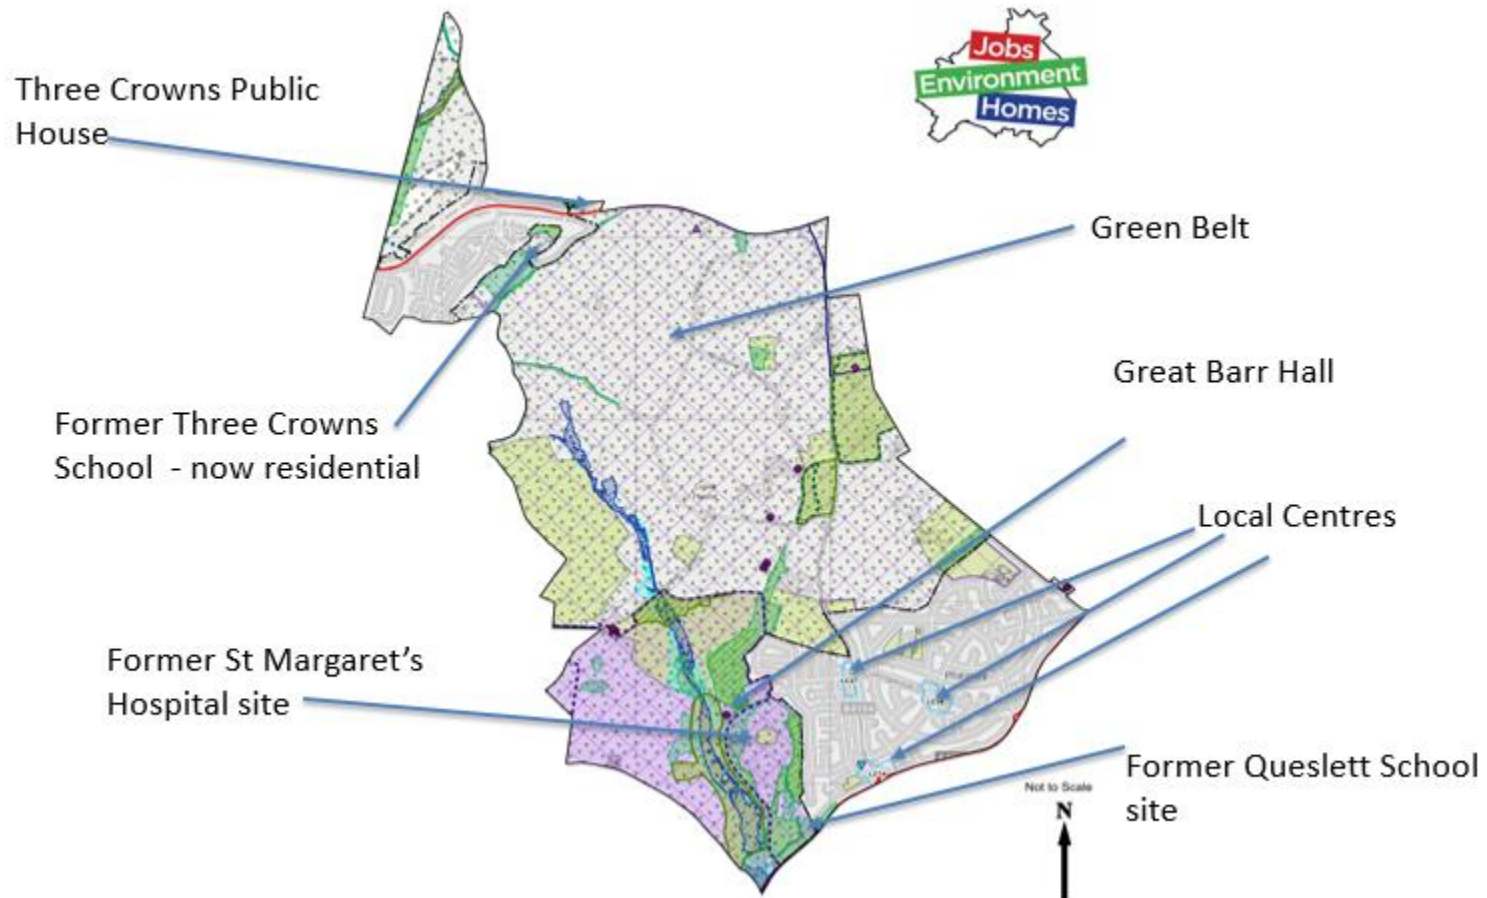 Three Crowns Public
House
Jobs
Environment
Homes
Green Belt
Great Barr Hall
Former Three Crowns
School - now residential
Local Centres
Former St Margaret’s
Hospital site
Former Queslett School
site
Not to Scale
N